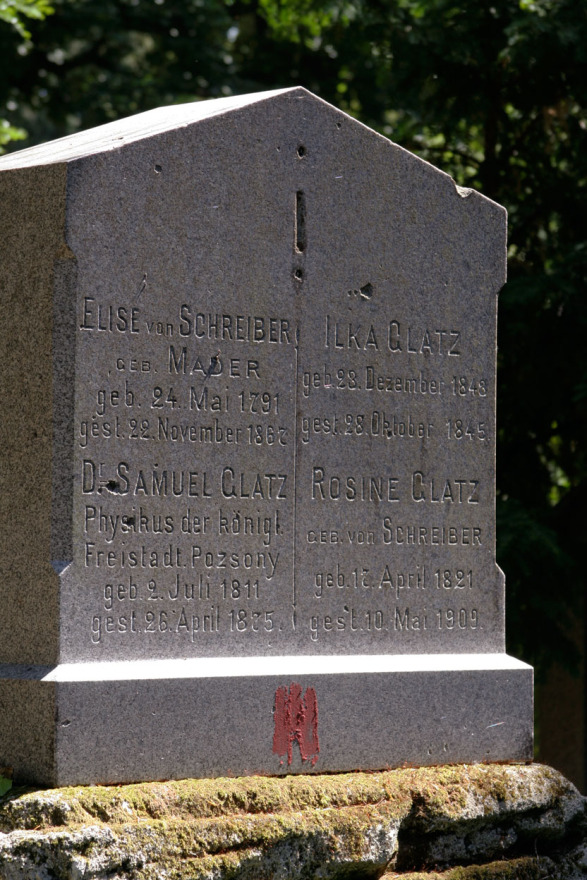 ELISE von SCHREIBER
GEB. MADER
geb. 24. Mai 1791
gest. 22. November 1867
DR. SAMUEL GLATZ
Physikus der königl.
Freistadt. Pozsony
geb. 2. Juli 1811
gest. 26. April 1875.
ILKA GLATZ
geb. 28. Dezember 1843
gest. 28. Oktober 1845.
ROSINE GLATZ
GEB. von SCHREIBER
geb. 17. April 1821
gest. 10. Mai 1909.